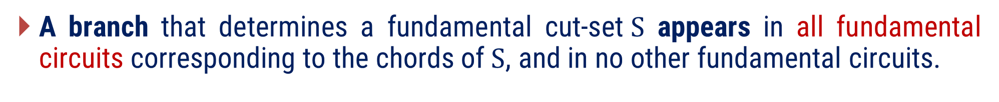 A branch that determines a fundamental cut-set S appears in all fundamental
circuits corresponding to the chords of S, and in no other fundamental circuits.